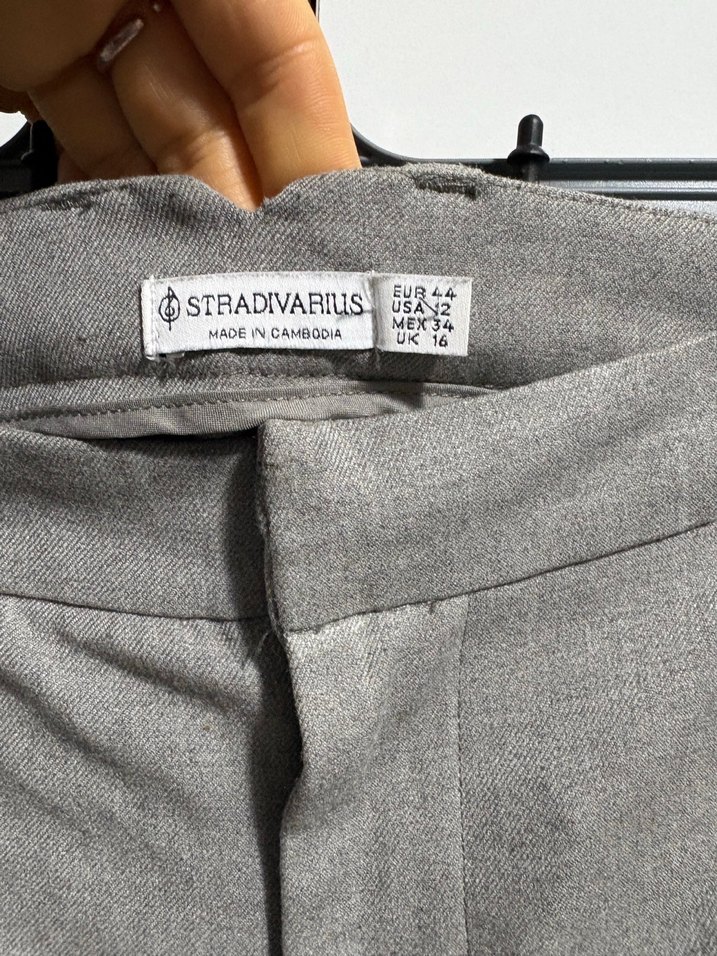 STRADIVARIUS
MADE IN CAMBODIA
EUR 44
USA 12
MEX 34
UK 16